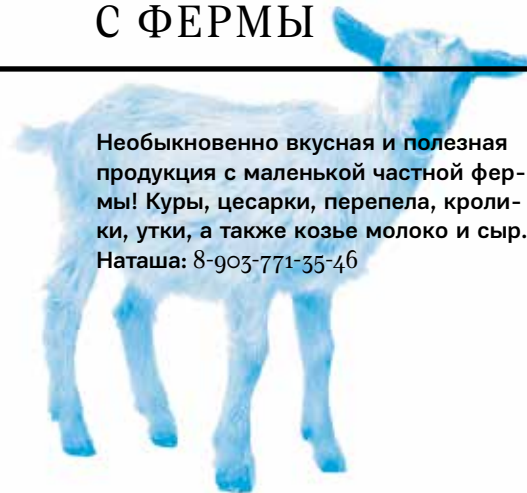 С ФЕРМЫ
Необыкновенно вкусная и полезная
продукция с маленькой частной фер-
мы! Куры, цесарки, перепела, кроли-
ки, утки, а также козье молоко и сыр.
Наташа: 8-903-771-35-46